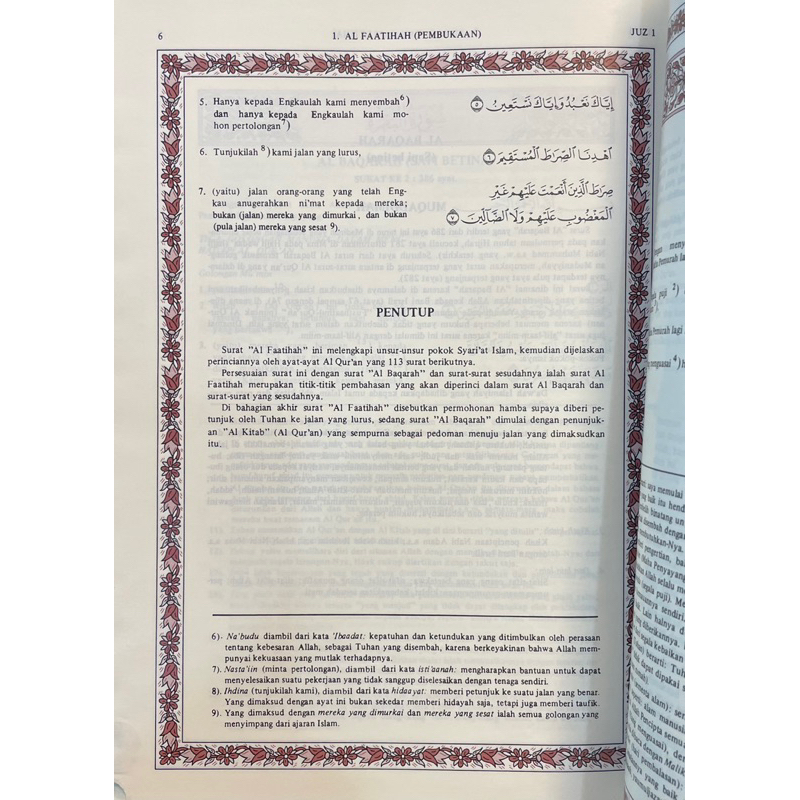 6
1. AL FAATIHAH (PEMBUKAAN)
JUZ 1
5. Hanya kepada Engkaulah kami menyembah⁶)
dan hanya kepada Engkaulah kami mo-
hon pertolongan⁷)
إِيَّاكَ نَعْبُدُ وَإِيَّاكَ نَسْتَعِينُ ٥
6. Tunjukilah ⁸) kami jalan yang lurus,
اهْدِنَا الصِّرَاطَ الْمُسْتَقِيمَ ٦
7. (yaitu) jalan orang-orang yang telah Eng-
kau anugerahkan ni'mat kepada mereka;
bukan (jalan) mereka yang dimurkai , dan bukan
(pula jalan) mereka yang sesat ⁹).
صِرَاطَ الَّذِينَ أَنْعَمْتَ عَلَيْهِمْ غَيْرِ
الْمَغْضُوبِ عَلَيْهِمْ وَلَا الضَّالِّينَ ٧
PENUTUP
Surat "Al Faatihah" ini melengkapi unsur-unsur pokok Syari'at Islam, kemudian dijelaskan
perinciannya oleh ayat-ayat Al Qur'an yang 113 surat berikutnya.
Persesuaian surat ini dengan surat "Al Baqarah" dan surat-surat sesudahnya ialah surat Al
Faatihah merupakan titik-titik pembahasan yang akan diperinci dalam surat Al Baqarah dan
surat-surat yang sesudahnya.
Di bahagian akhir surat "Al Faatihah" disebutkan permohonan hamba supaya diberi pe-
tunjuk oleh Tuhan ke jalan yang lurus, sedang surat "Al Baqarah" dimulai dengan penunjuk-
an "Al Kitab" (Al Qur'an) yang sempurna sebagai pedoman menuju jalan yang dimaksudkan
itu.
6). Na'budu diambil dari kata 'Ibaadat: kepatuhan dan ketundukan yang ditimbulkan oleh perasaan
tentang kebesaran Allah, sebagai Tuhan yang disembah, karena berkeyakinan bahwa Allah mem-
punyai kekuasaan yang mutlak terhadapnya.
7). Nasta'iin (minta pertolongan), diambil dari kata isti'aanah: mengharapkan bantuan untuk dapat
menyelesaikan suatu pekerjaan yang tidak sanggup diselesaikan dengan tenaga sendiri.
8). Ihdina (tunjukilah kami), diambil dari kata hidayat: memberi petunjuk ke suatu jalan yang benar.
Yang dimaksud dengan ayat ini bukan sekedar memberi hidayah saja, tetapi juga memberi taufik.
9). Yang dimaksud dengan mereka yang dimurkai dan mereka yang sesat ialah semua golongan yang
menyimpang dari ajaran Islam.